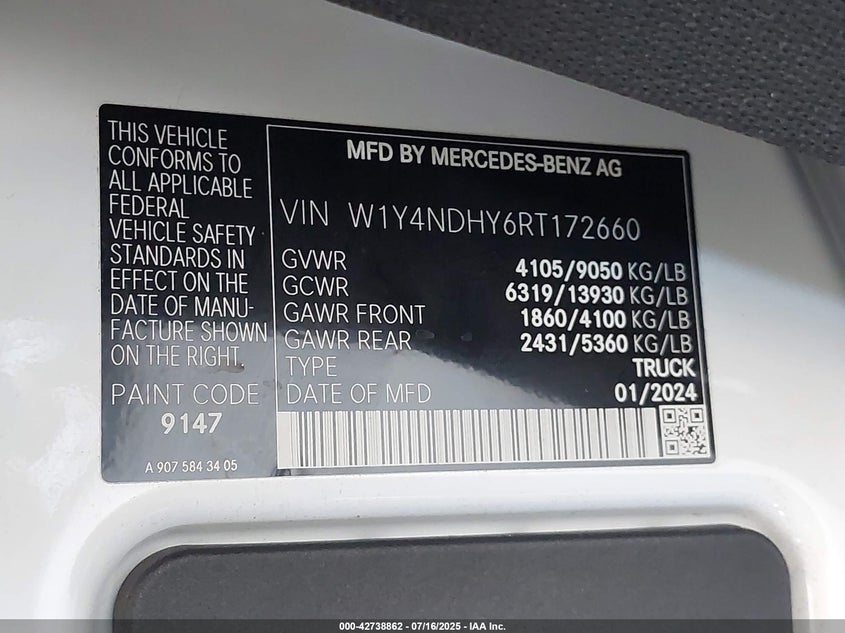 THIS VEHICLE
CONFORMS TO
ALL APPLICABLE
FEDERAL
VEHICLE SAFETY
STANDARDS IN
EFFECT ON THE
DATE OF MANU-
FACTURE SHOWN
ON THE RIGHT.
PAINT CODE
9147
A 907 584 34 05
MFD BY MERCEDES-BENZ AG
VIN W1Y4NDHY6RT172660
GVWR 4105/9050 KG/LB
GCWR 6319/13930 KG/LB
GAWR FRONT 1860/4100 KG/LB
GAWR REAR 2431/5360 KG/LB
TYPE TRUCK
DATE OF MFD 01/2024
000-42738862 - 07/16/2025 - IAA Inc.